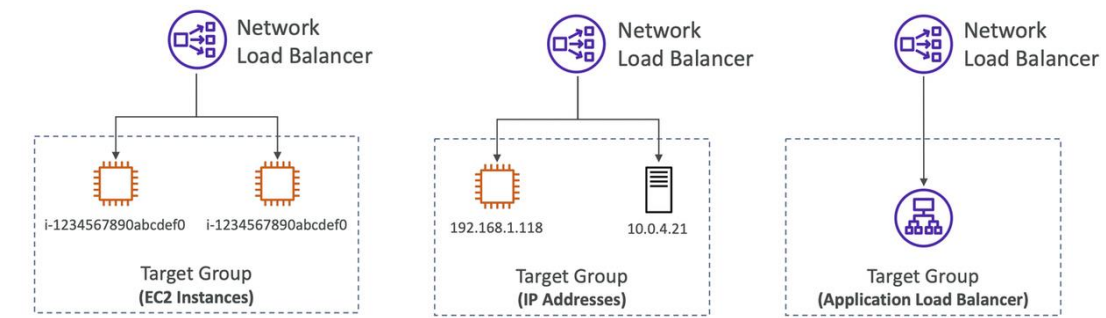 Network
Load Balancer
i-1234567890abcdef0
i-1234567890abcdef0
Target Group
(EC2 Instances)
Network
Load Balancer
192.168.1.118
10.0.4.21
Target Group
(IP Addresses)
Network
Load Balancer
Target Group
(Application Load Balancer)